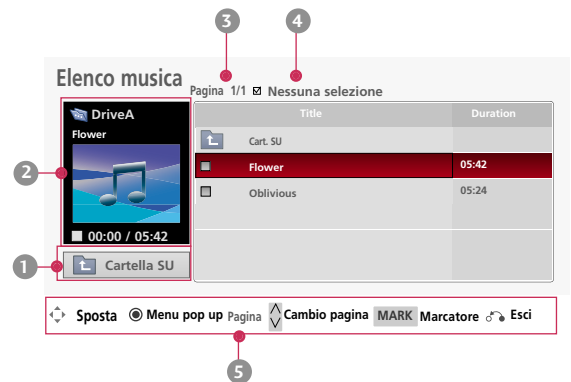 3 4
Elenco musica
Pagina 1/1 Nessuna selezione
DriveA
Title Duration
Flower
Cart. SU
2
Flower 05:42
Oblivious 05:24
00:00 / 05:42
1
Cartella SU
Sposta Menu pop up Pagina Cambio pagina MARK Marcatore Esci
5